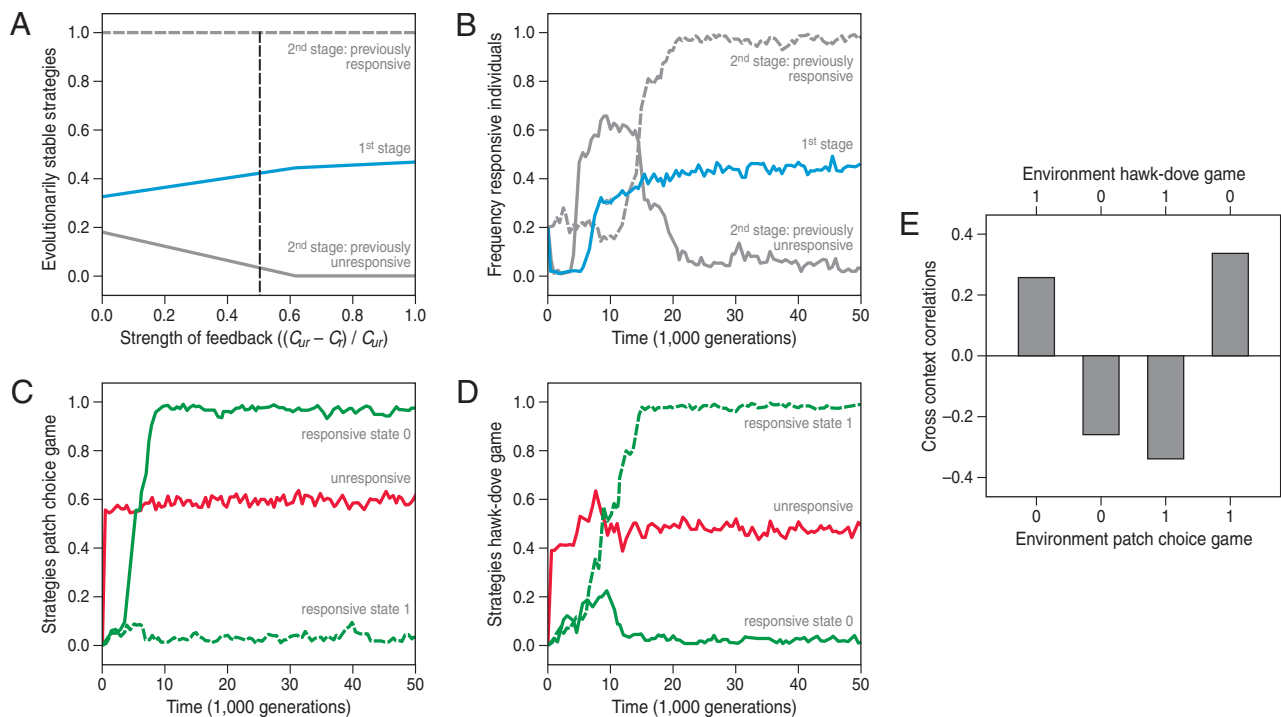 A
Evolutionarily stable strategies
1.0
0.8
0.6
0.4
0.2
0.0
2nd stage: previously
responsive
1st stage
2nd stage: previously
unresponsive
0.0 0.2 0.4 0.6 0.8 1.0
Strength of feedback ((Cur – Cr) / Cur)
B
Frequency responsive individuals
1.0
0.8
0.6
0.4
0.2
0.0
2nd stage: previously
responsive
1st stage
2nd stage: previously
unresponsive
0 10 20 30 40 50
Time (1,000 generations)
C
Strategies patch choice game
1.0
0.8
0.6
0.4
0.2
0.0
responsive state 0
unresponsive
responsive state 1
0 10 20 30 40 50
Time (1,000 generations)
D
Strategies hawk-dove game
1.0
0.8
0.6
0.4
0.2
0.0
responsive state 1
unresponsive
responsive state 0
0 10 20 30 40 50
Time (1,000 generations)
E
Environment hawk-dove game
1 0 1 0
Cross context correlations
0.4
0.2
0.0
–0.2
–0.4
0 0 1 1
Environment patch choice game